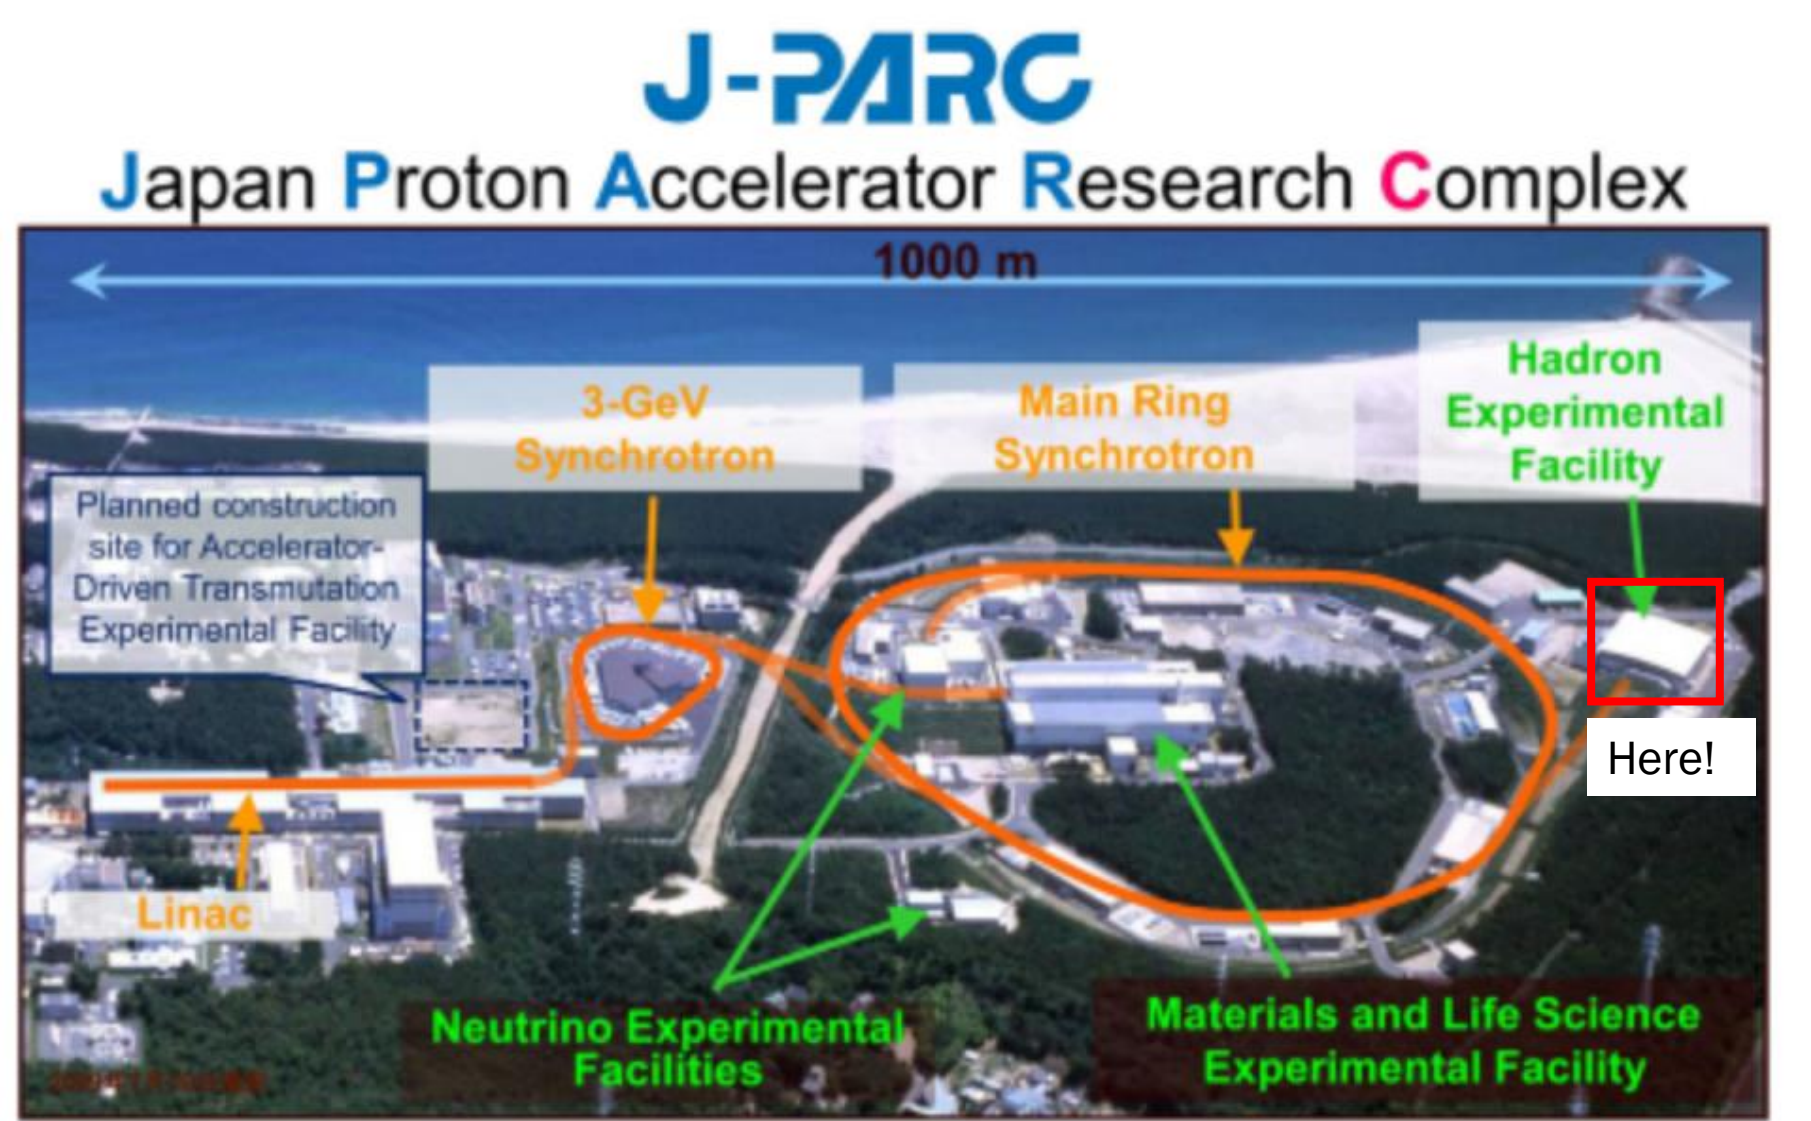 J-PARC
Japan Proton Accelerator Research Complex
1000 m
Hadron
Experimental
Facility
3-GeV
Synchrotron
Main Ring
Synchrotron
Planned construction
site for Accelerator-
Driven Transmutation
Experimental Facility
Here!
Linac
Neutrino Experimental
Facilities
Materials and Life Science
Experimental Facility